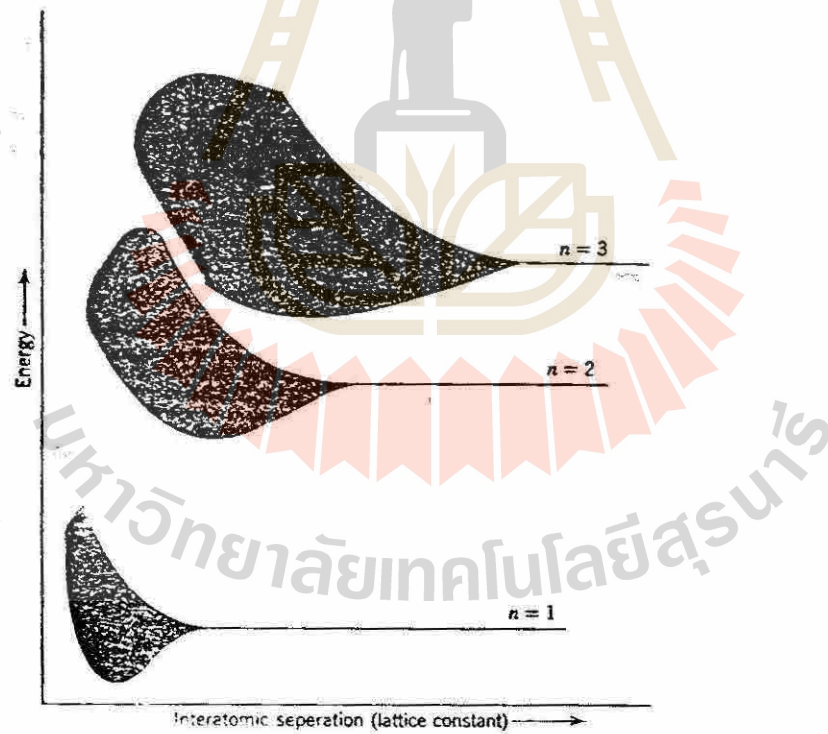 n = 3
n = 2
Energy
มหาวิทยาลัยเทคโนโลยีสุรนารี
n = 1
Interatomic seperation (lattice constant)